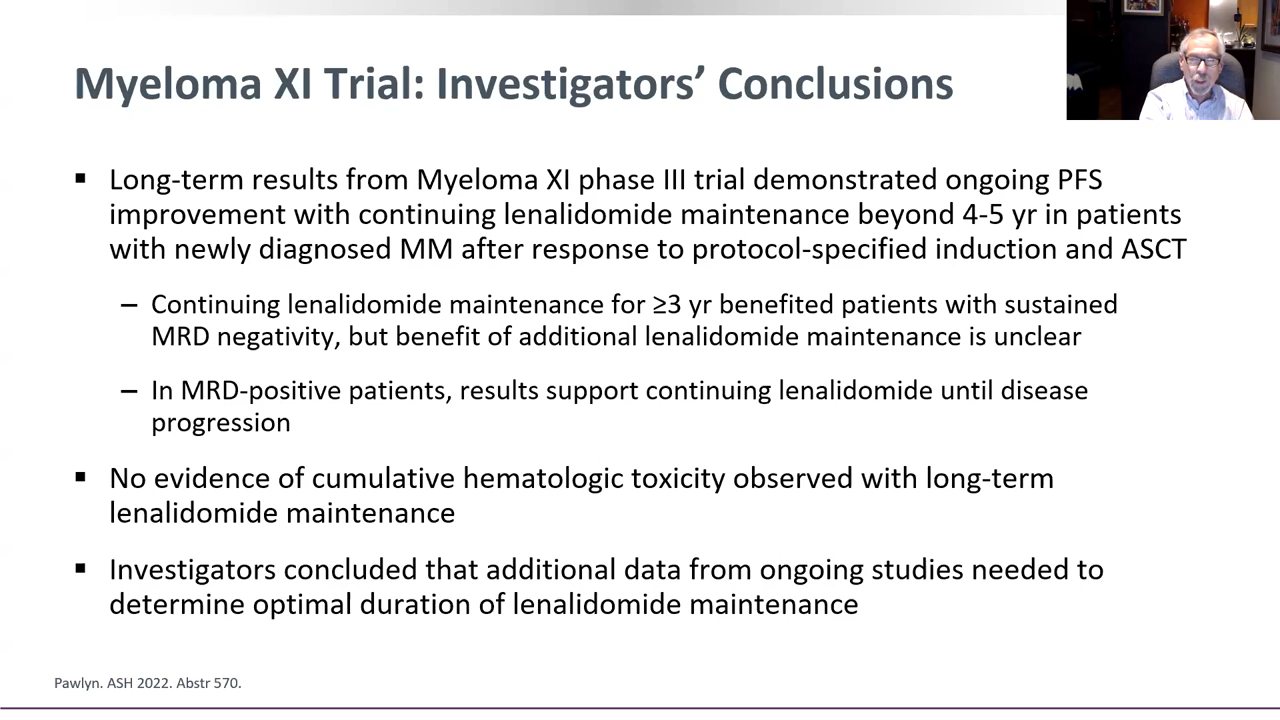 Myeloma XI Trial: Investigators’ Conclusions
▪ Long-term results from Myeloma XI phase III trial demonstrated ongoing PFS
improvement with continuing lenalidomide maintenance beyond 4-5 yr in patients
with newly diagnosed MM after response to protocol-specified induction and ASCT
– Continuing lenalidomide maintenance for ≥3 yr benefited patients with sustained
MRD negativity, but benefit of additional lenalidomide maintenance is unclear
– In MRD-positive patients, results support continuing lenalidomide until disease
progression
▪ No evidence of cumulative hematologic toxicity observed with long-term
lenalidomide maintenance
▪ Investigators concluded that additional data from ongoing studies needed to
determine optimal duration of lenalidomide maintenance
Pawlyn. ASH 2022. Abstr 570.